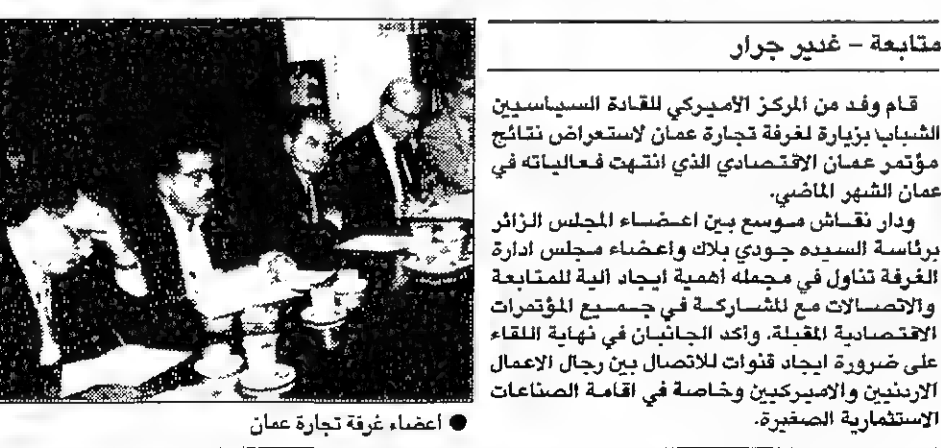 متابعة – غدير جرار
قام وفد من المركز الاميركي للقادة السياسيين
الشباب بزيارة لغرفة تجارة عمان لاستعراض نتائج
مؤتمر عمان الاقتصادي الذي انتهت فعالياته في
عمان الشهر الماضي.
ودار نقاش موسع بين اعضاء المجلس الزائر
برئاسة السيده جودي بلاك واعضاء مجلس ادارة
الغرفة تناول في مجمله أهمية ايجاد آلية للمتابعة
والاتصالات مع المشاركة في جميع المؤتمرات
الاقتصادية المقبلة. وأكد الجانبان في نهاية اللقاء
على ضرورة ايجاد قنوات للاتصال بين رجال الاعمال
الاردنيين والاميركيين وخاصة في اقامة الصناعات
الاستثمارية الصغيرة.
● اعضاء غرفة تجارة عمان